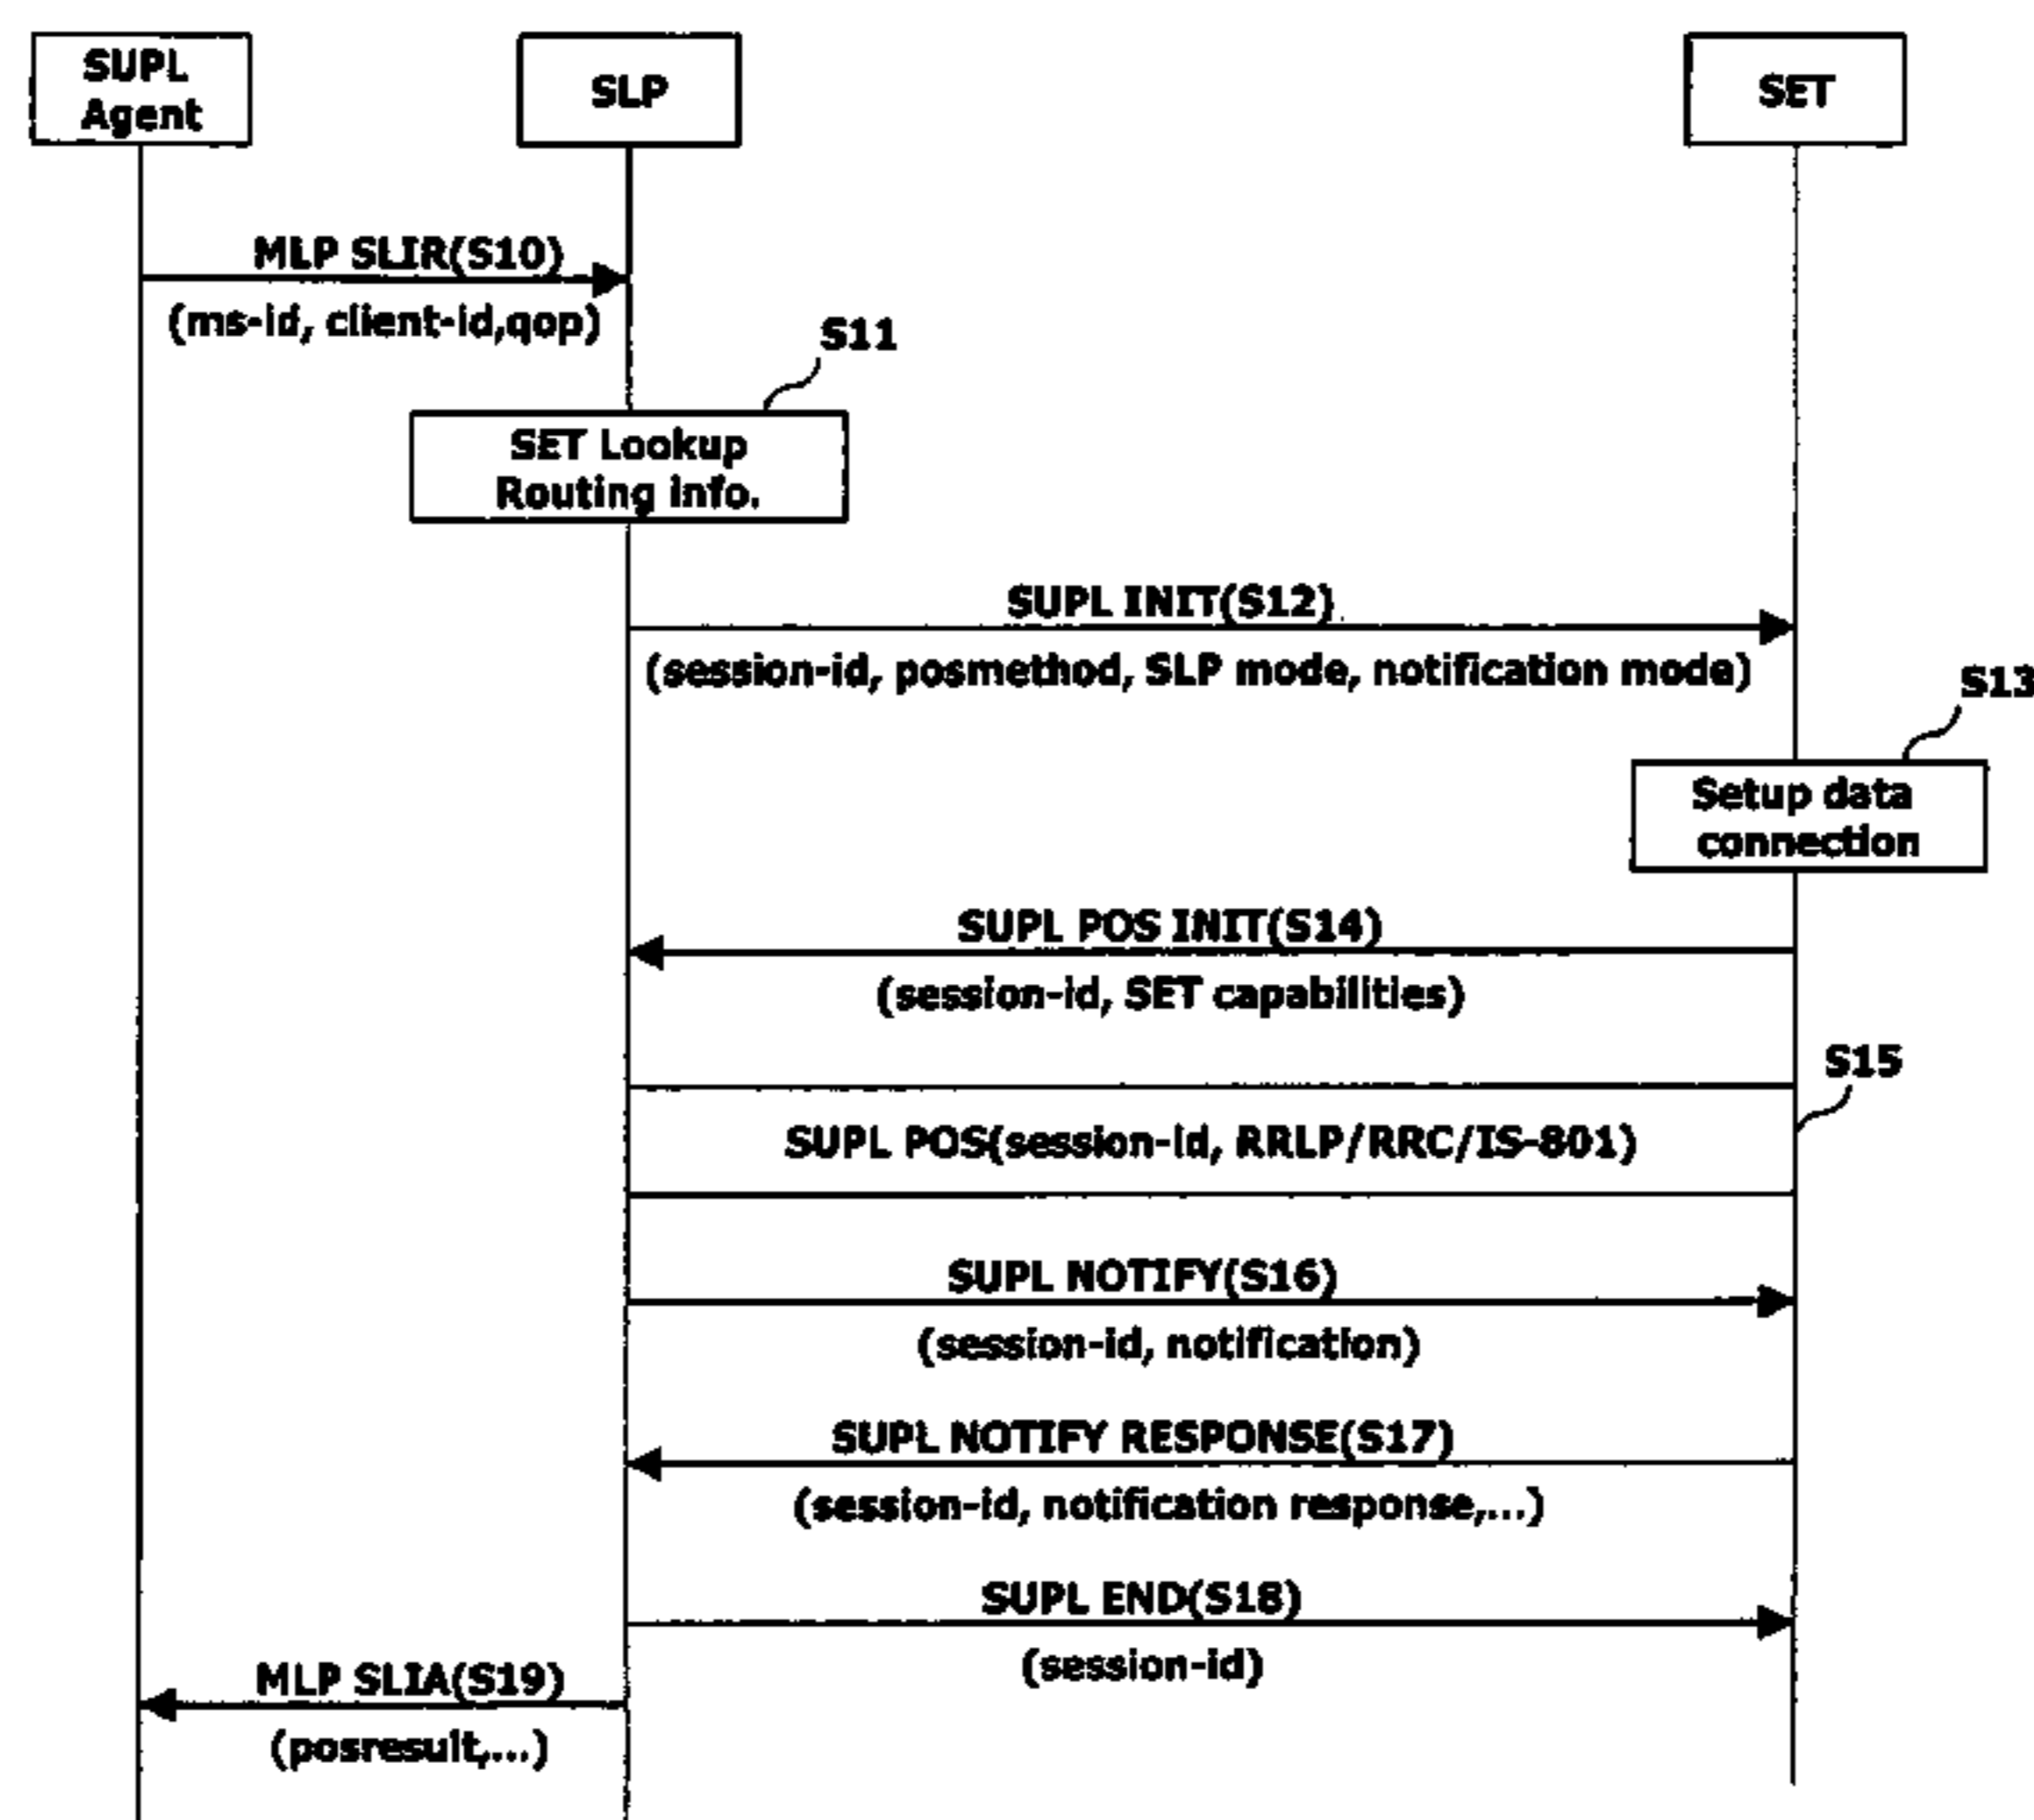 SUPL
Agent
SLP
SET
MLP SLIR(S10)
(ms-id, client-id,qop)
S11
SET Lookup
Routing info.
SUPL INIT(S12)
(session-id, posmethod, SLP mode, notification mode)
S13
Setup data
connection
SUPL POS INIT(S14)
(session-id, SET capabilities)
S15
SUPL POS(session-id, RRLP/RRC/IS-801)
SUPL NOTIFY(S16)
(session-id, notification)
SUPL NOTIFY RESPONSE(S17)
(session-id, notification response,...)
SUPL END(S18)
(session-id)
MLP SLIA(S19)
(posresult,...)